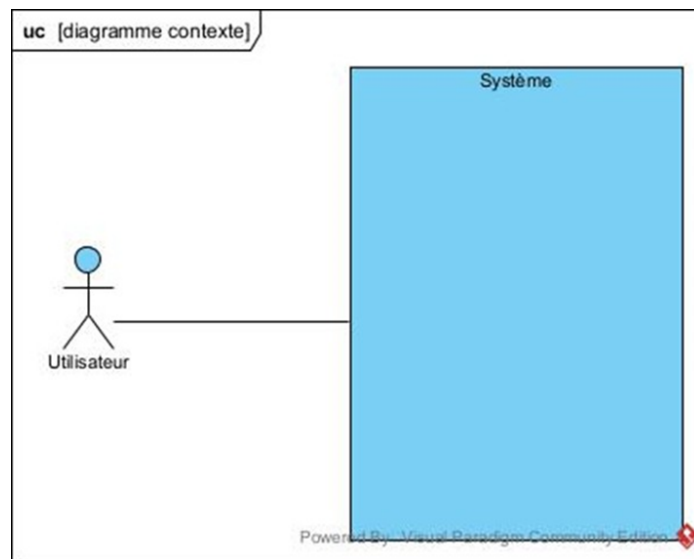 uc [diagramme contexte]
Système
Utilisateur
Powered By Visual Paradigm Community Edition